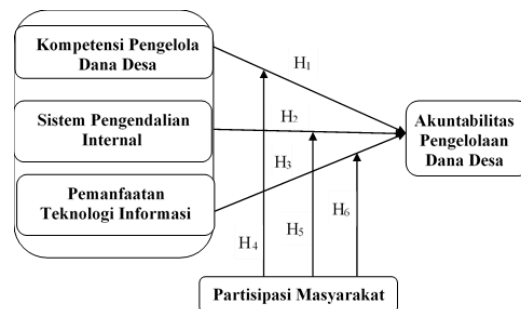 Kompetensi Pengelola
Dana Desa
H1
Sistem Pengendalian
Internal
H2
Akuntabilitas
Pengelolaan
Dana Desa
H3
Pemanfaatan
Teknologi Informasi
H4
H5
H6
Partisipasi Masyarakat